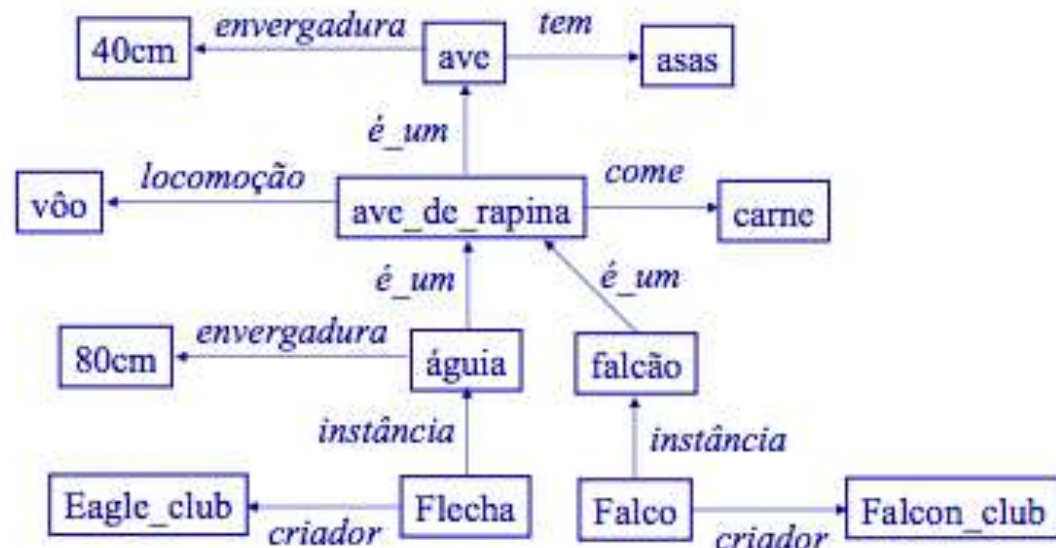 envergadura
tem
40cm
ave
asas
é_um
locomoção
come
vôo
ave_de_rapina
carne
é_um
é_um
envergadura
80cm
águia
falcão
instância
instância
Eagle_club
Flecha
Falco
Falcon_club
criador
criador